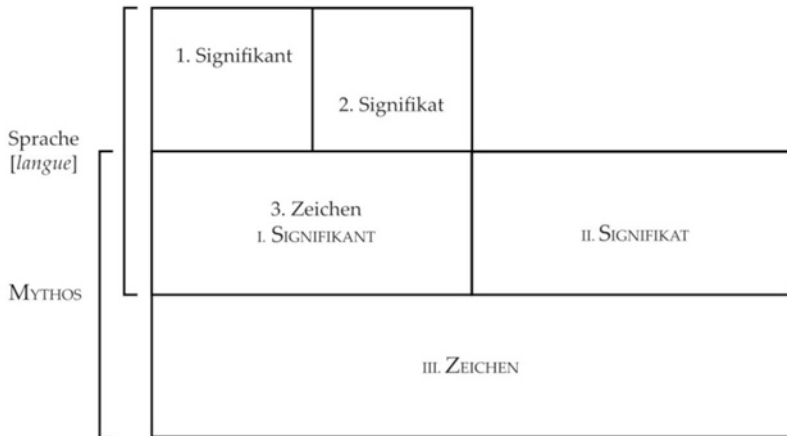 1. Signifikant
2. Signifikat
Sprache
[langue]
3. Zeichen
I. SIGNIFIKANT
II. SIGNIFIKAT
MYTHOS
III. ZEICHEN